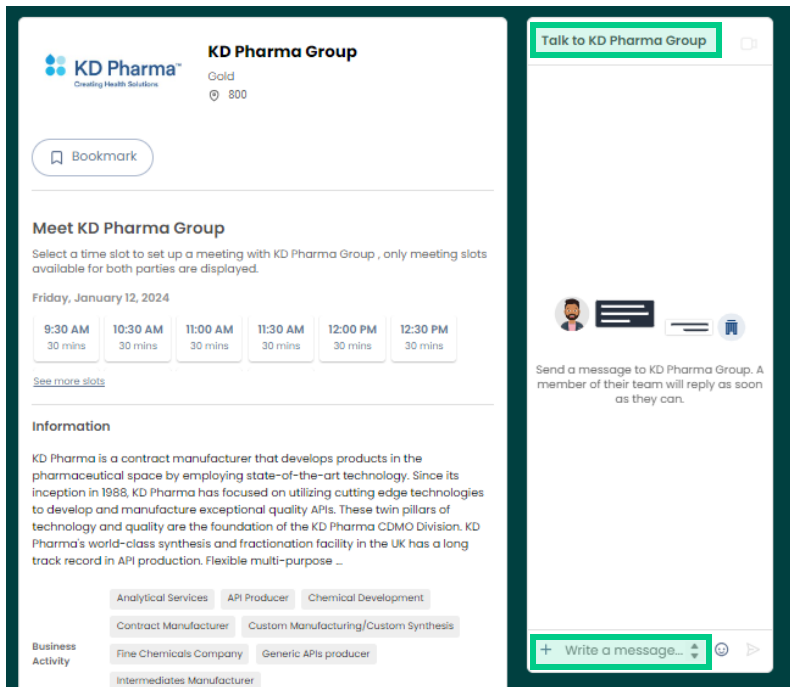 KD Pharma™
Creating Health Solutions
KD Pharma Group
Gold
800
Bookmark
Meet KD Pharma Group
Select a time slot to set up a meeting with KD Pharma Group , only meeting slots
available for both parties are displayed.
Friday, January 12, 2024
9:30 AM 10:30 AM 11:00 AM 11:30 AM 12:00 PM 12:30 PM
30 mins 30 mins 30 mins 30 mins 30 mins 30 mins
See more slots
Information
KD Pharma is a contract manufacturer that develops products in the
pharmaceutical space by employing state-of-the-art technology. Since its
inception in 1988, KD Pharma has focused on utilizing cutting edge technologies
to develop and manufacture exceptional quality APIs. These twin pillars of
technology and quality are the foundation of the KD Pharma CDMO Division. KD
Pharma's world-class synthesis and fractionation facility in the UK has a long
track record in API production. Flexible multi-purpose ...
Business
Activity
Analytical Services API Producer Chemical Development
Contract Manufacturer Custom Manufacturing/Custom Synthesis
Fine Chemicals Company Generic APIs producer
Intermediates Manufacturer
Talk to KD Pharma Group
Send a message to KD Pharma Group. A
member of their team will reply as soon
as they can.
Write a message...